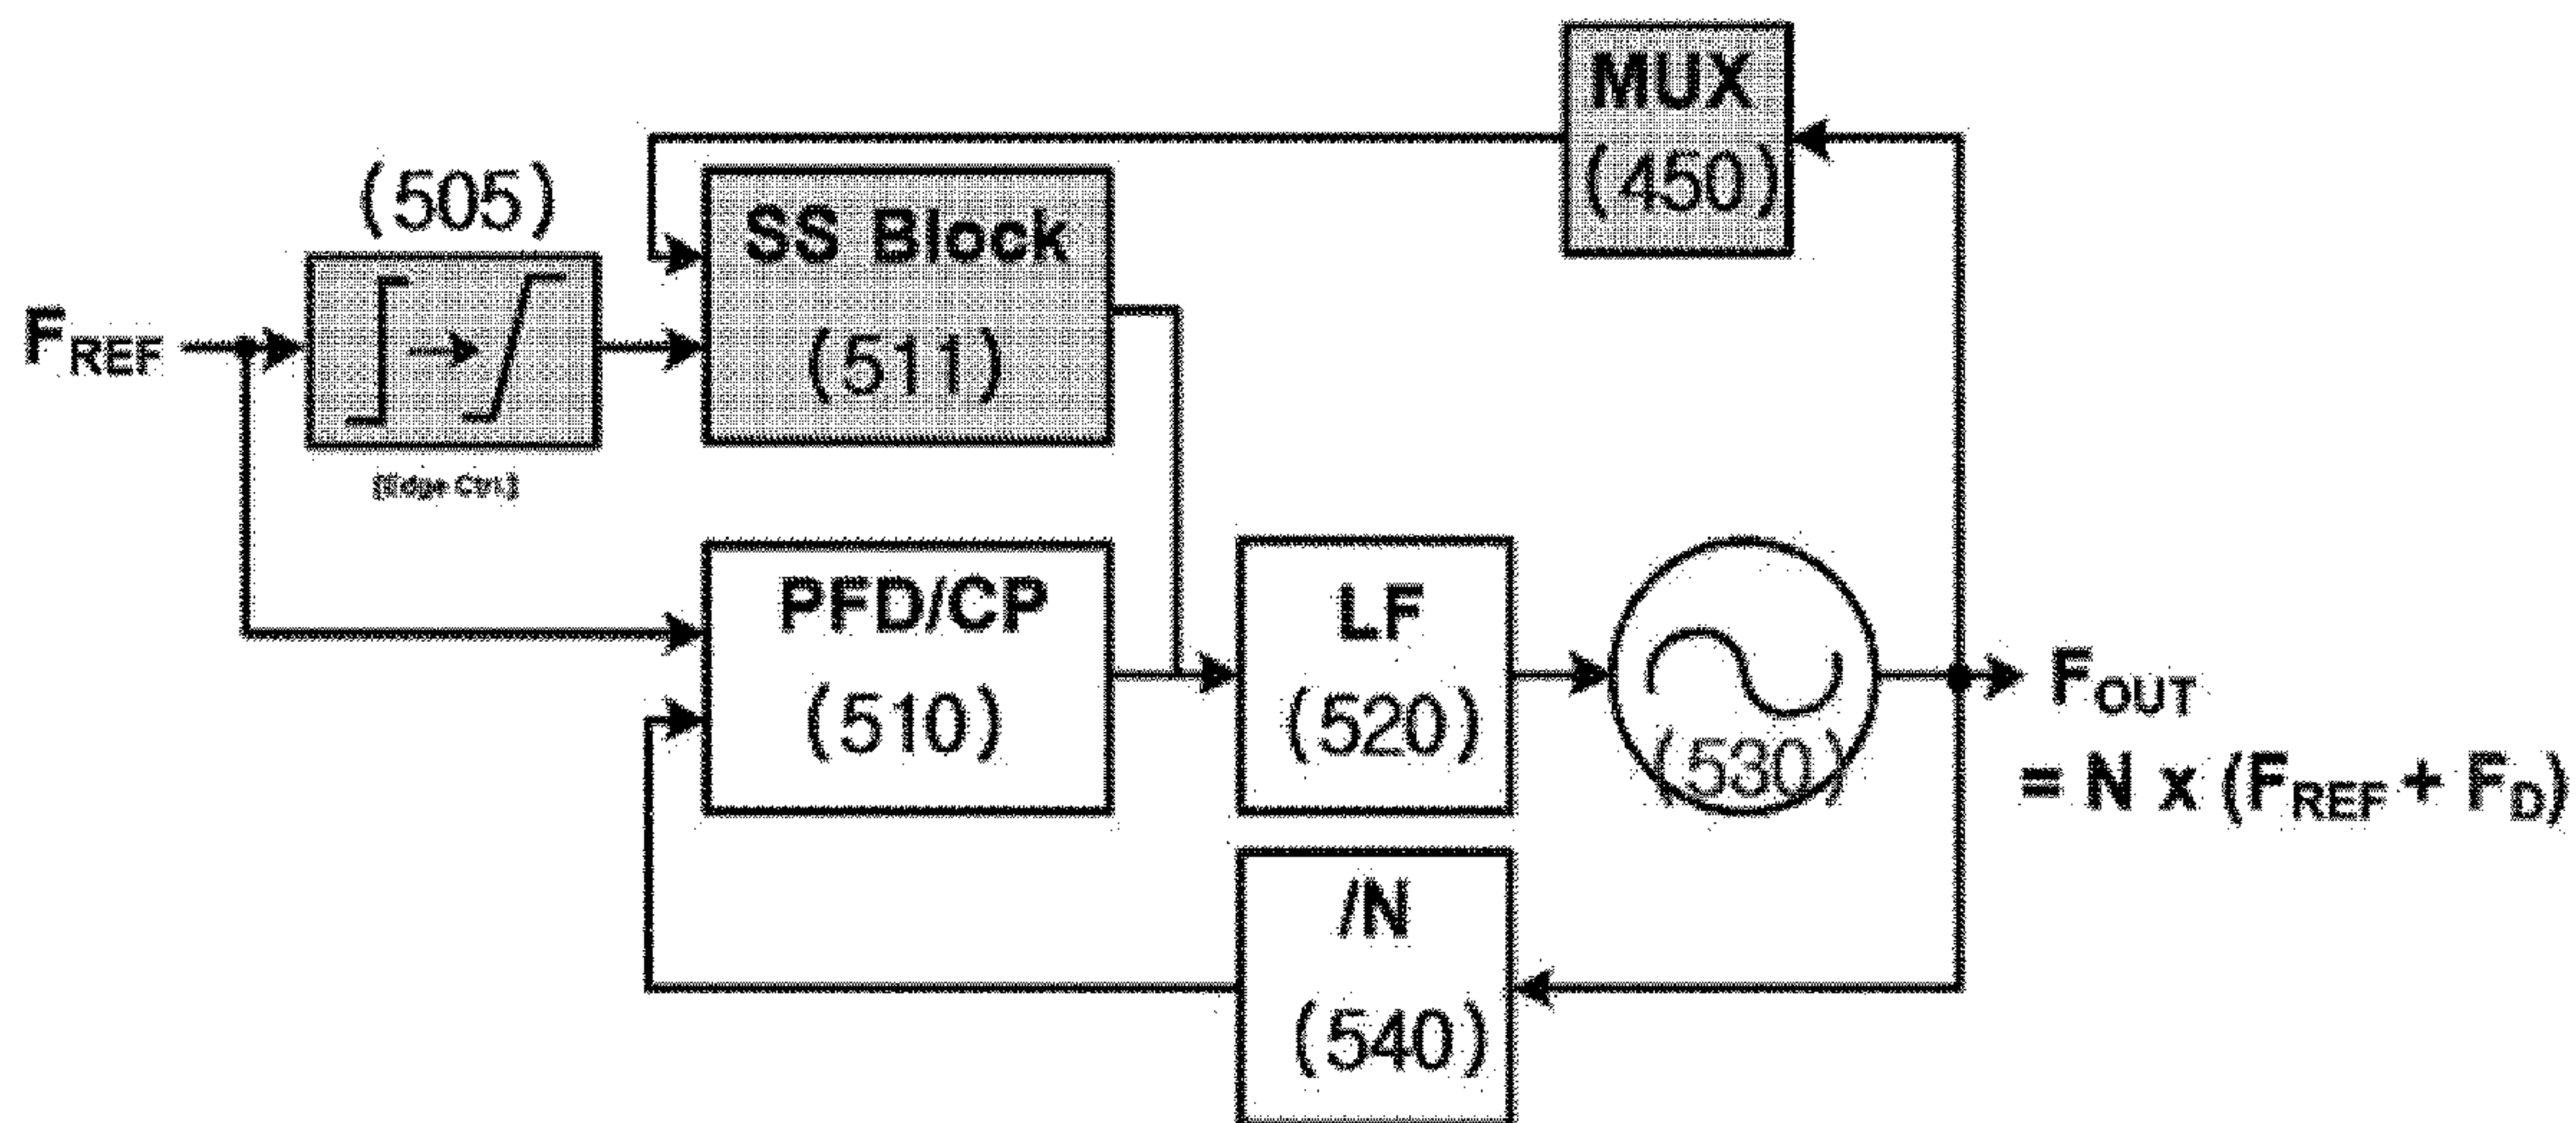 MUX
(450)
(505)
SS Block
(511)
FREF
[Edge Ctrl.]
PFD/CP
(510)
LF
(520)
(530)
FOUT
= N x (FREF + FD)
/N
(540)